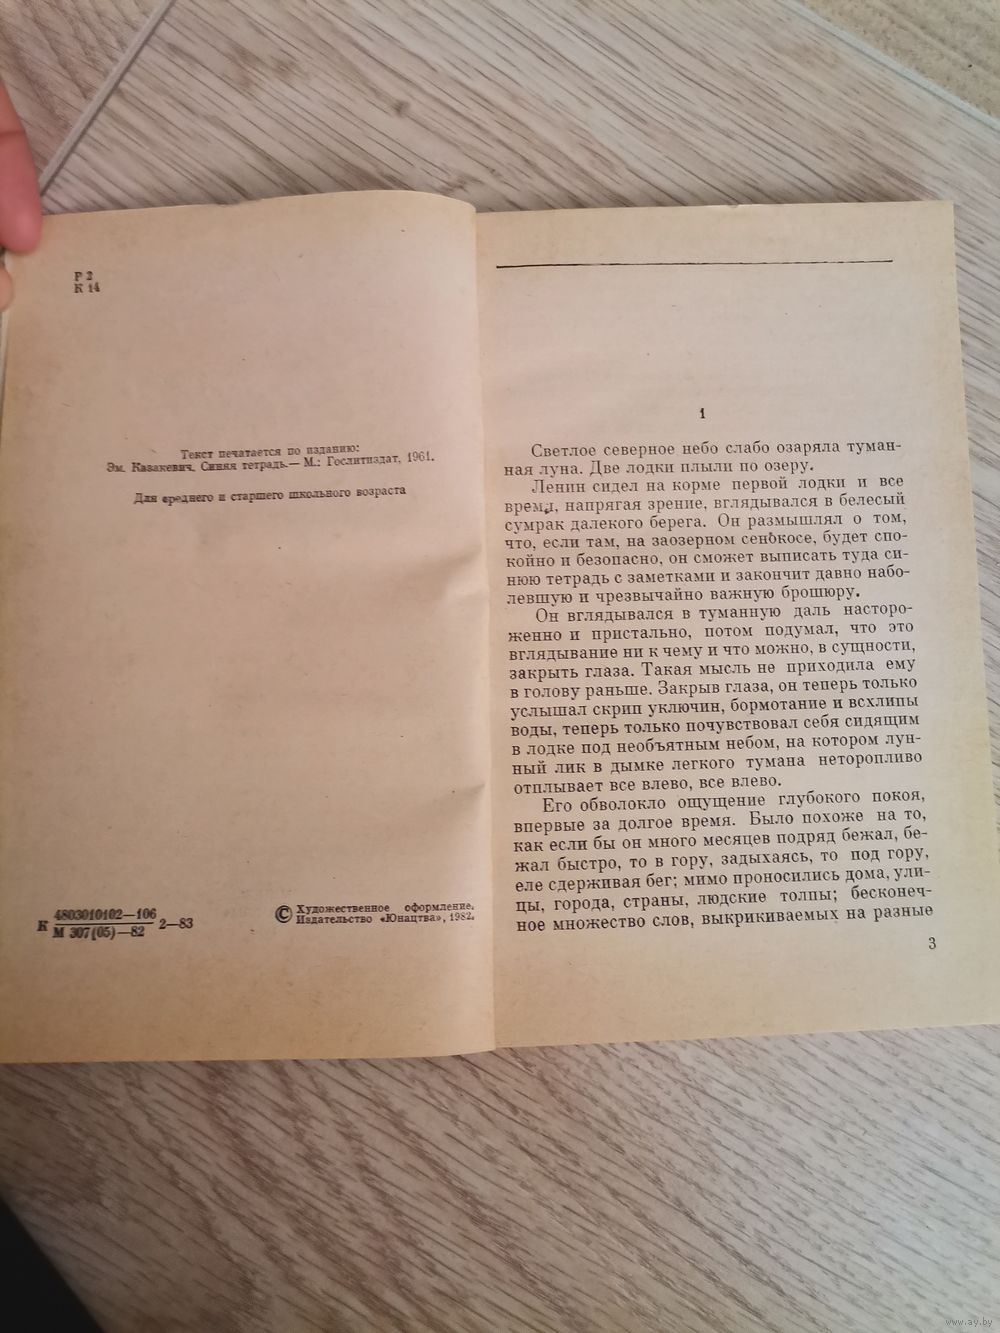 Р 2
К 14
Текст печатается по изданию:
Эм. Казакевич. Синяя тетрадь.— М.: Гослитиздат, 1961.
Для среднего и старшего школьного возраста
К 4803010102—106 2—83
М 307(05)—82
© Художественное оформление.
Издательство «Юнацтва», 1982.
1
Светлое северное небо слабо озаряла туман-
ная луна. Две лодки плыли по озеру.
Ленин сидел на корме первой лодки и все
время, напрягая зрение, вглядывался в белесый
сумрак далекого берега. Он размышлял о том,
что, если там, на заозерном сенокосе, будет спо-
койно и безопасно, он сможет выписать туда си-
нюю тетрадь с заметками и закончит давно набо-
левшую и чрезвычайно важную брошюру.
Он вглядывался в туманную даль насторо-
женно и пристально, потом подумал, что это
вглядывание ни к чему и что можно, в сущности,
закрыть глаза. Такая мысль не приходила ему
в голову раньше. Закрыв глаза, он теперь только
услышал скрип уключин, бормотание и всхлипы
воды, теперь только почувствовал себя сидящим
в лодке под необъятным небом, на котором лун-
ный лик в дымке легкого тумана неторопливо
отплывает все влево, все влево.
Его обволокло ощущение глубокого покоя,
впервые за долгое время. Было похоже на то,
как если бы он много месяцев подряд бежал, бе-
жал быстро, то в гору, задыхаясь, то под гору,
еле сдерживая бег; мимо проносились дома, ули-
цы, города, страны, людские толпы; бесконеч-
ное множество слов, выкрикиваемых на разные
3
www.ay.by